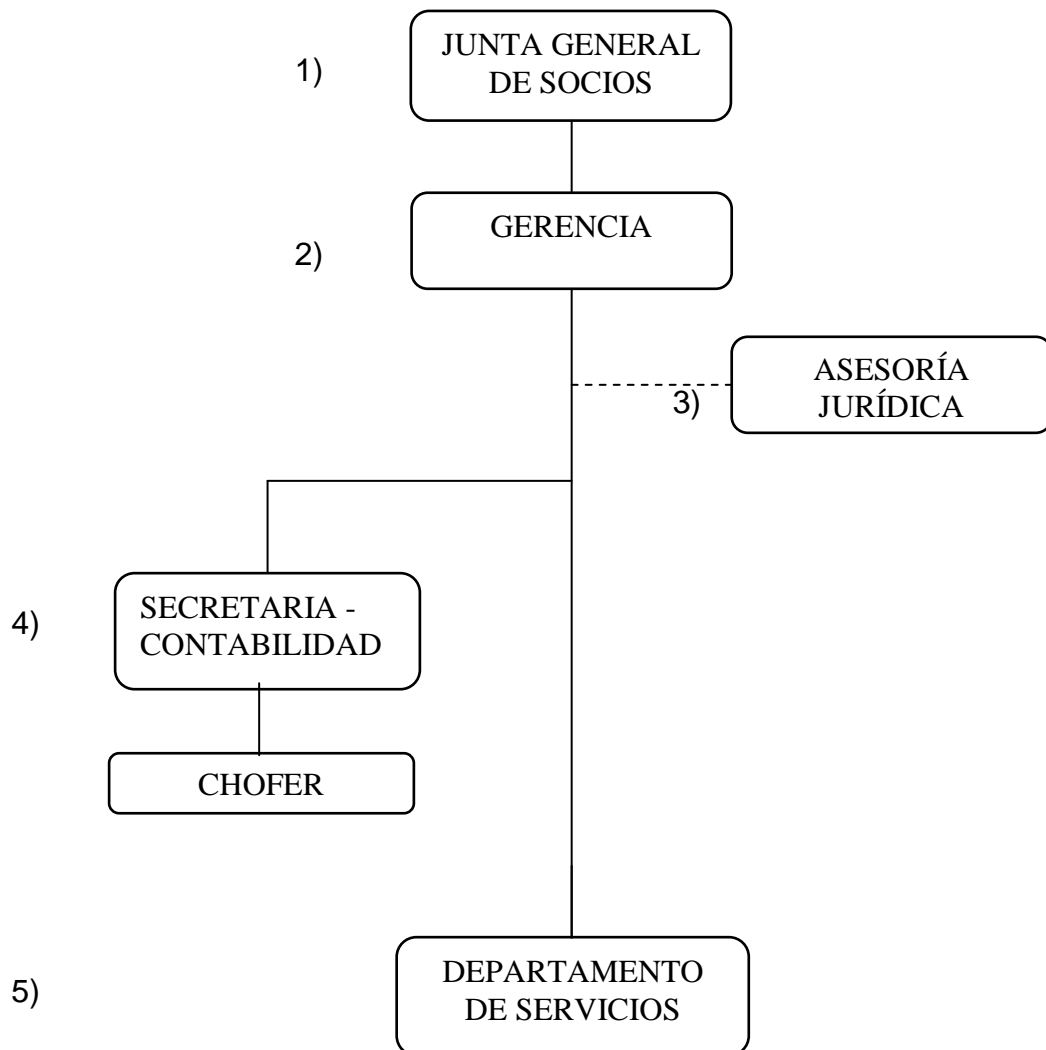 1)
JUNTA GENERAL
DE SOCIOS
2)
GERENCIA
3)
ASESORÍA
JURÍDICA
4)
SECRETARIA -
CONTABILIDAD
CHOFER
5)
DEPARTAMENTO
DE SERVICIOS